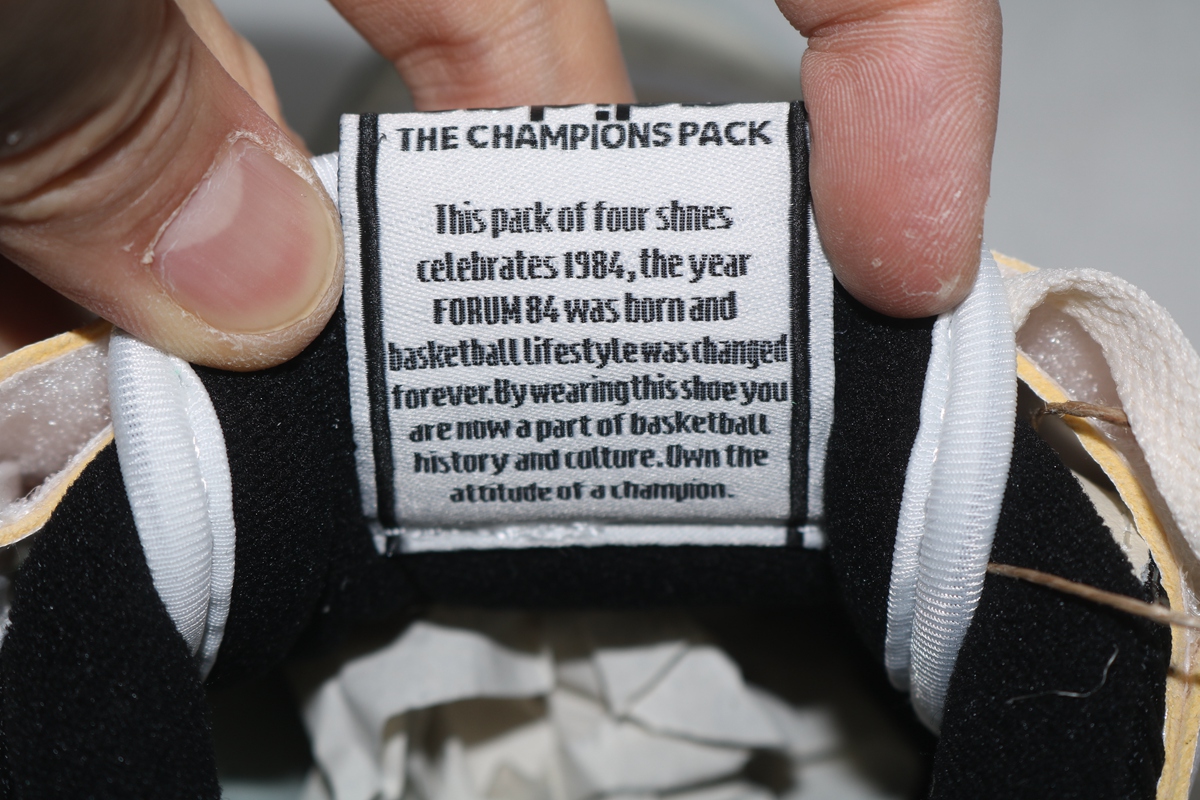 THE CHAMPIONS PACK
This pack of four shoes
celebrates 1984, the year
FORUM 84 was born and
basketball lifestyle was changed
forever. By wearing this shoe you
are now a part of basketball
history and culture. Own the
attitude of a champion.